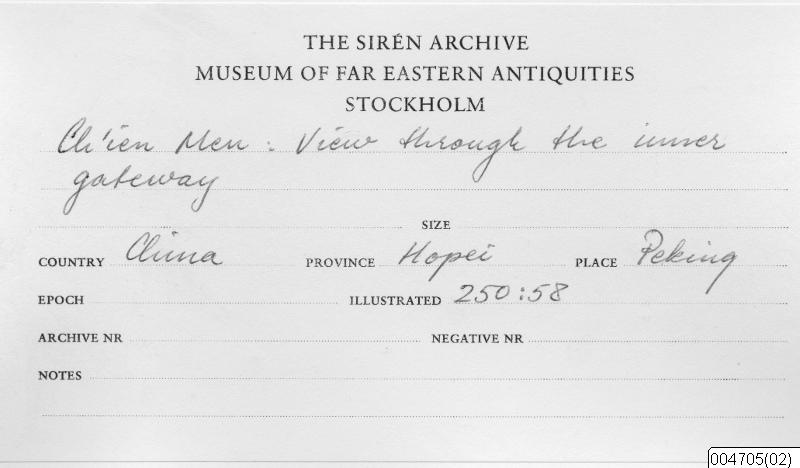 THE SIRÉN ARCHIVE
MUSEUM OF FAR EASTERN ANTIQUITIES
STOCKHOLM
Ch'ien Men : View through the inner
gateway
SIZE
COUNTRY China PROVINCE Hopei PLACE Peking
EPOCH ILLUSTRATED 250:58
ARCHIVE NR NEGATIVE NR
NOTES
004705(02)